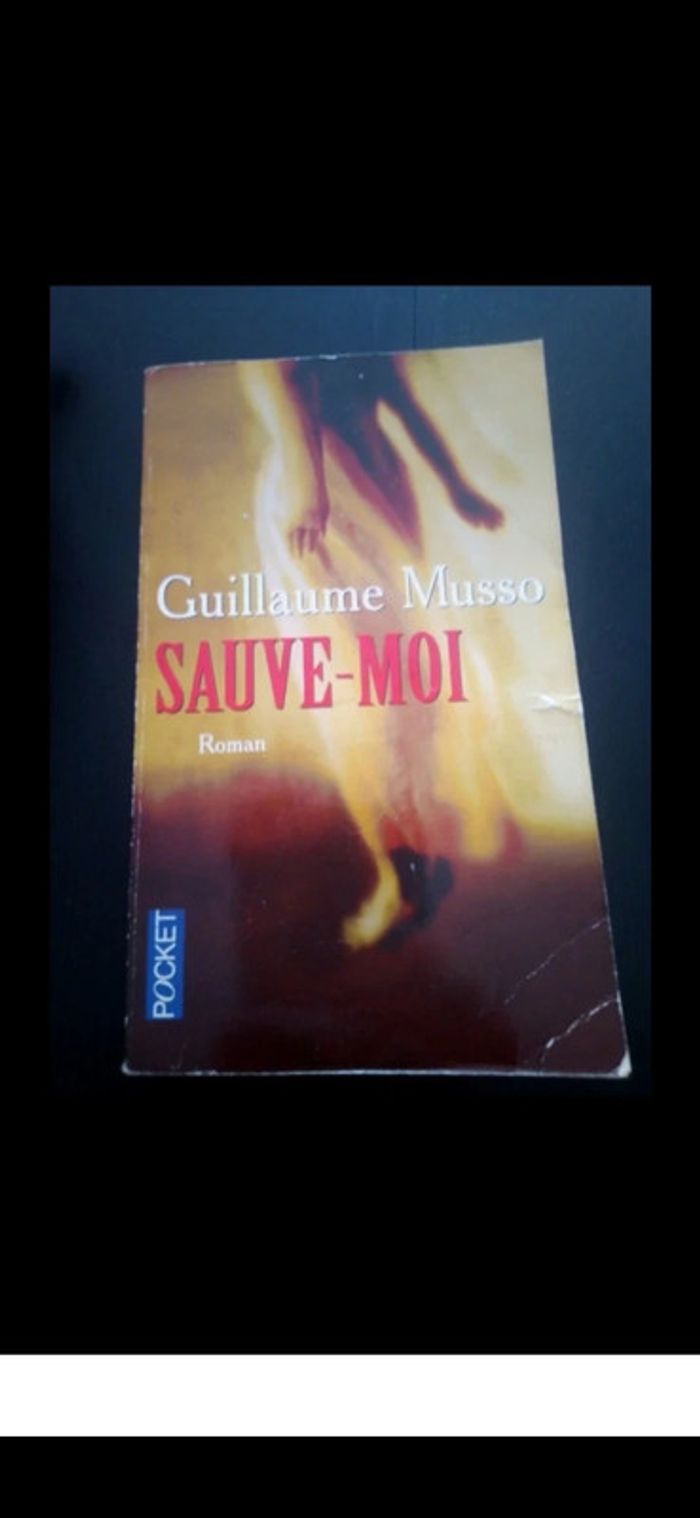 Guillaume Musso
SAUVE-MOI
Roman
POCKET